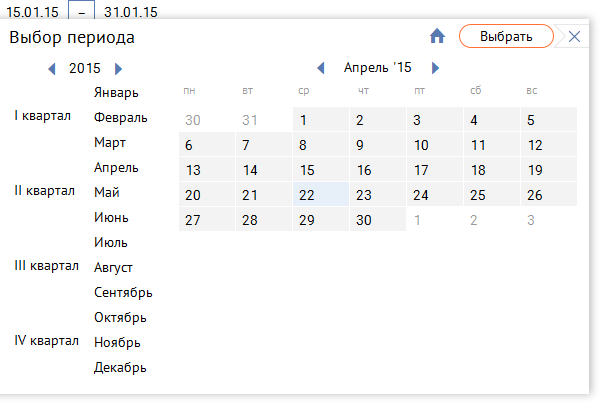 15.01.15 – 31.01.15
Выбор периода
Выбрать
2015
Апрель '15
I квартал
Январь
Февраль
Март
II квартал
Апрель
Май
Июнь
III квартал
Июль
Август
Сентябрь
IV квартал
Октябрь
Ноябрь
Декабрь
пн вт ср чт пт сб вс
30 31 1 2 3 4 5
6 7 8 9 10 11 12
13 14 15 16 17 18 19
20 21 22 23 24 25 26
27 28 29 30 1 2 3